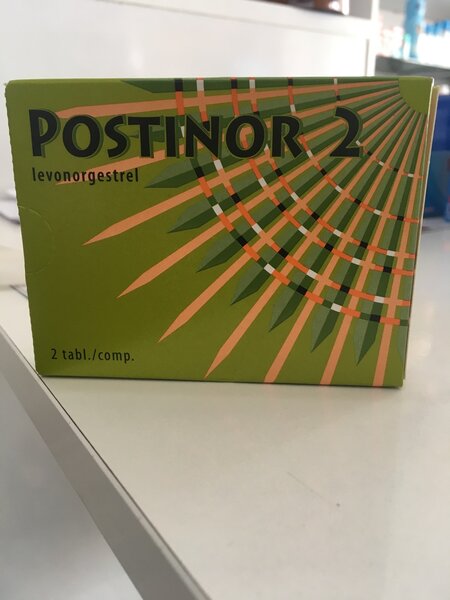 POSTINOR 2
levonorgestrel
2 tabl./comp.